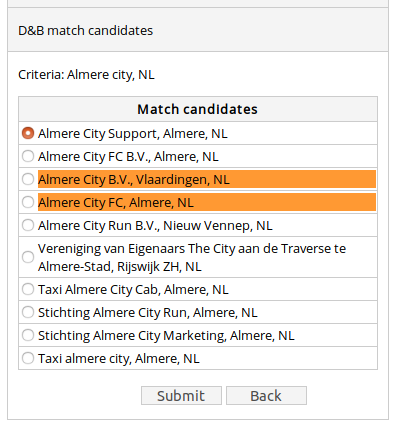 D&B match candidates
Criteria: Almere city, NL
Match candidates
Almere City Support, Almere, NL
Almere City FC B.V., Almere, NL
Almere City B.V., Vlaardingen, NL
Almere City FC, Almere, NL
Almere City Run B.V., Nieuw Vennep, NL
Vereniging van Eigenaars The City aan de Traverse te
Almere-Stad, Rijswijk ZH, NL
Taxi Almere City Cab, Almere, NL
Stichting Almere City Run, Almere, NL
Stichting Almere City Marketing, Almere, NL
Taxi almere city, Almere, NL
Submit Back